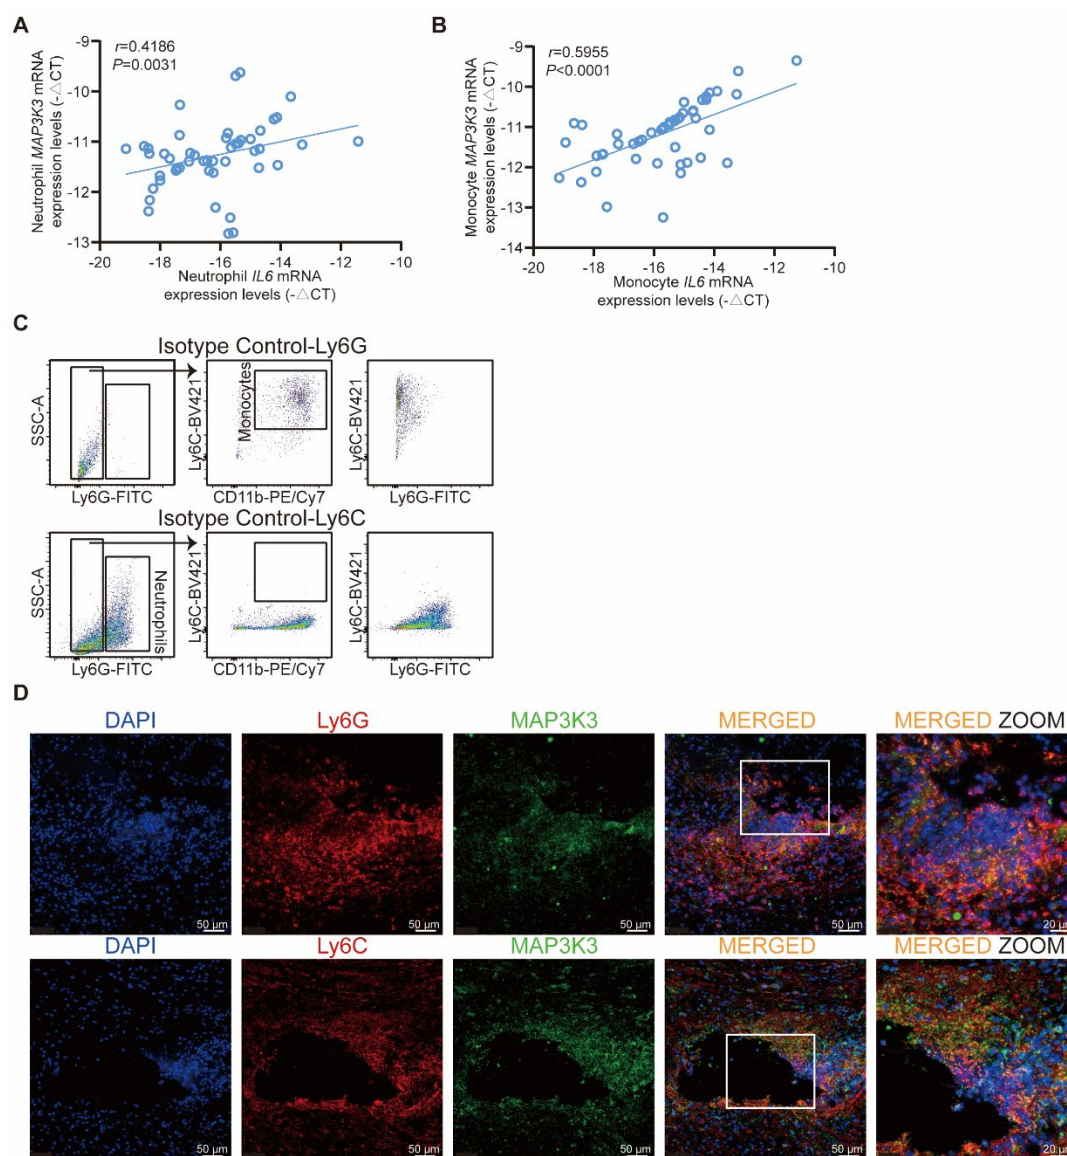 A
r=0.4186
P=0.0031
Neutrophil MAP3K3 mRNA
expression levels (-△CT)
-9
-10
-11
-12
-13
-20
-18
-16
-14
-12
-10
Neutrophil IL6 mRNA
expression levels (-△CT)
B
r=0.5955
P<0.0001
Monocyte MAP3K3 mRNA
expression levels (-△CT)
-9
-10
-11
-12
-13
-14
-20
-18
-16
-14
-12
-10
Monocyte IL6 mRNA
expression levels (-△CT)
C
Isotype Control-Ly6G
SSC-A
Ly6G-FITC
Ly6C-BV421
Monocytes
CD11b-PE/Cy7
Ly6C-BV421
Ly6G-FITC
Isotype Control-Ly6C
SSC-A
Neutrophils
Ly6G-FITC
Ly6C-BV421
CD11b-PE/Cy7
Ly6C-BV421
Ly6G-FITC
D
DAPI
Ly6G
MAP3K3
MERGED
MERGED ZOOM
50 µm
50 µm
50 µm
50 µm
20 µm
DAPI
Ly6C
MAP3K3
MERGED
MERGED ZOOM
50 µm
50 µm
50 µm
50 µm
20 µm